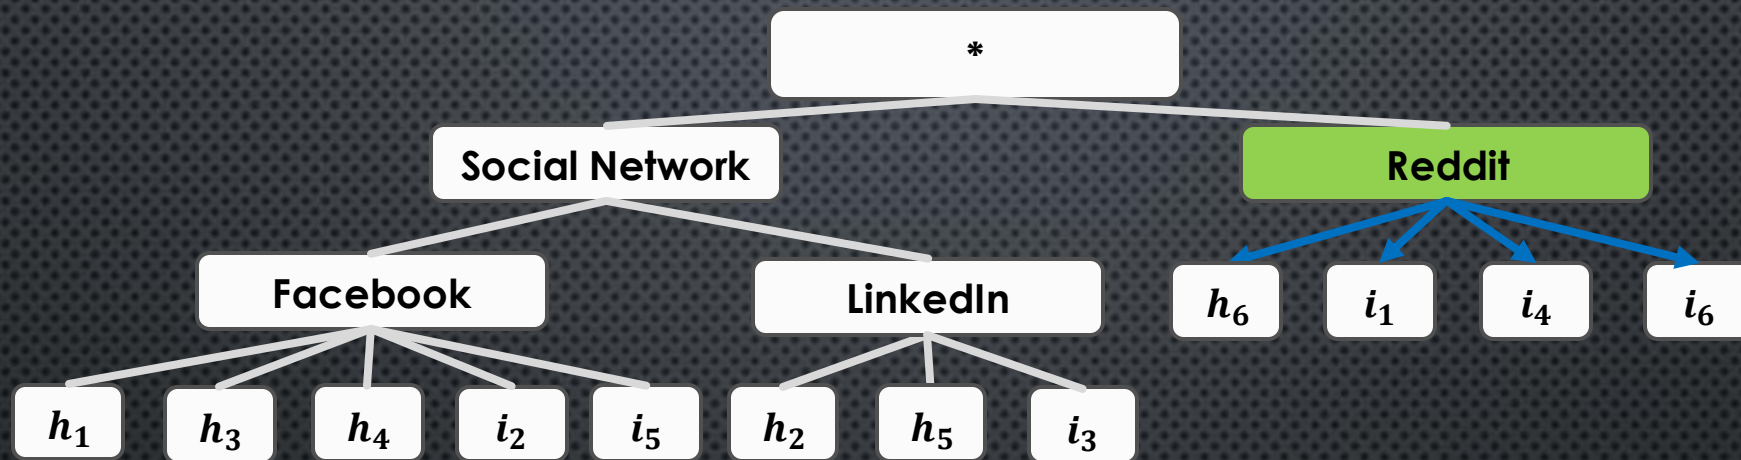 *
Social Network
Reddit
Facebook
LinkedIn
h₆
i₁
i₄
i₆
h₁
h₃
h₄
i₂
i₅
h₂
h₅
i₃